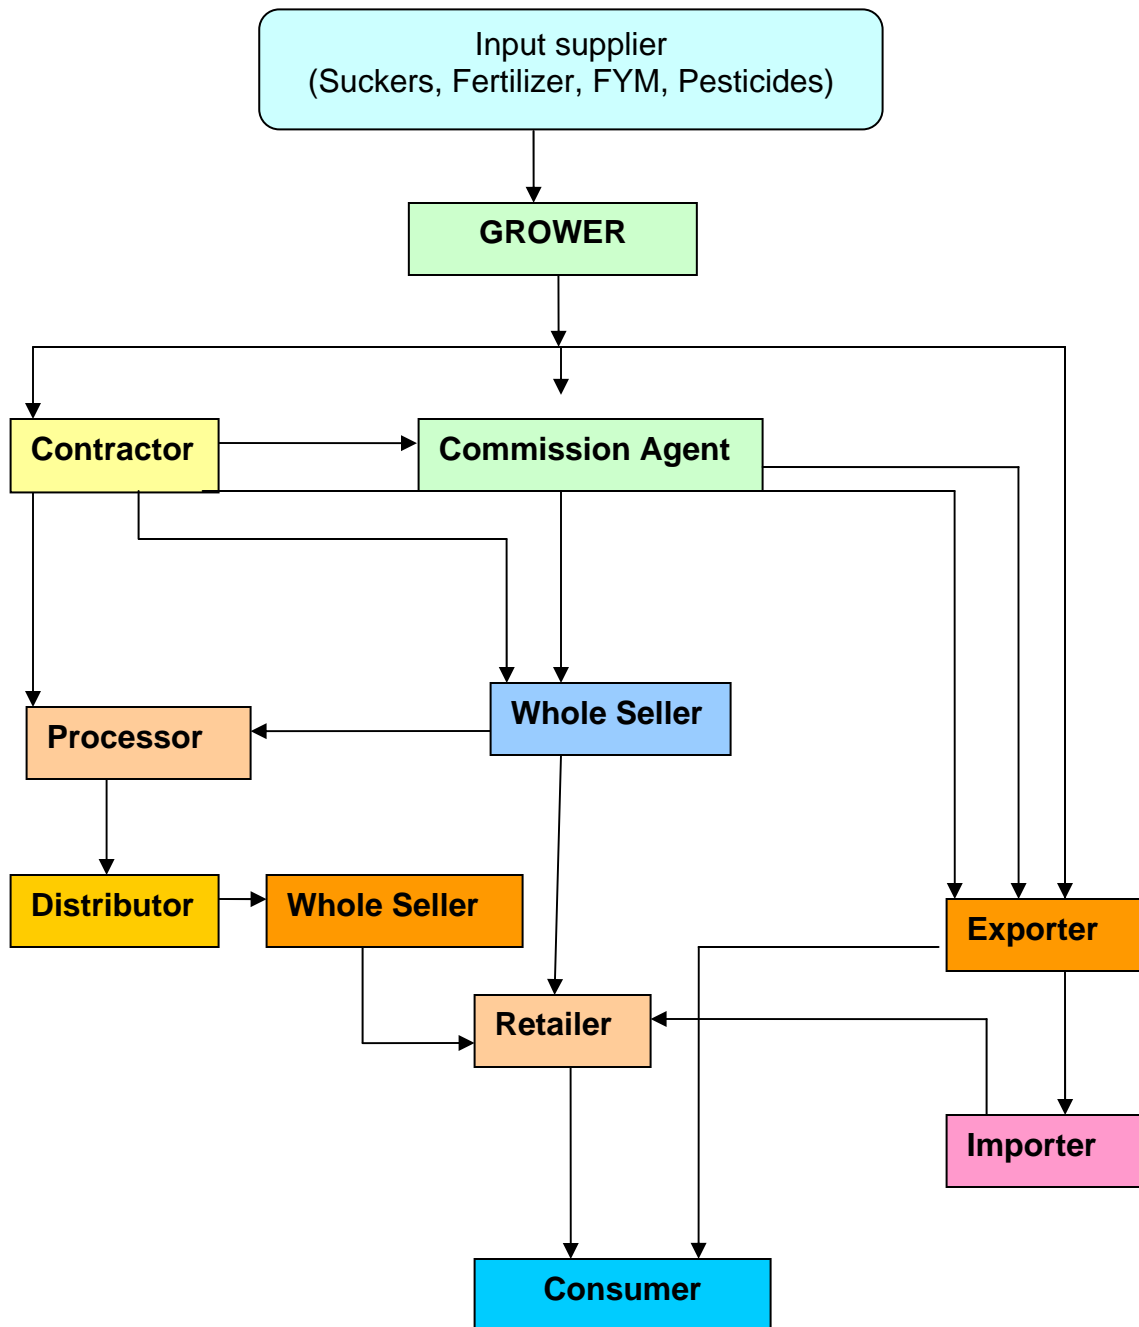 Input supplier
(Suckers, Fertilizer, FYM, Pesticides)
GROWER
Contractor
Commission Agent
Whole Seller
Processor
Distributor
Whole Seller
Exporter
Retailer
Importer
Consumer